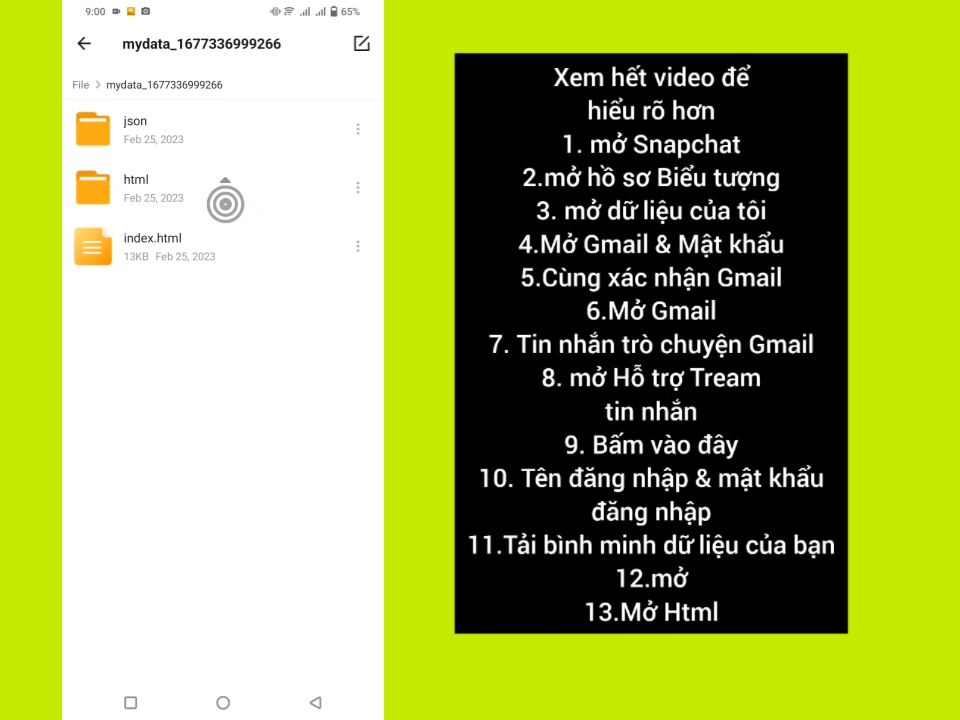 9:00
65%
mydata_1677336999266
File
mydata_1677336999266
json
Feb 25, 2023
html
Feb 25, 2023
index.html
13KB Feb 25, 2023
Xem hết video để
hiểu rõ hơn
1. mở Snapchat
2.mở hồ sơ Biểu tượng
3. mở dữ liệu của tôi
4.Mở Gmail & Mật khẩu
5.Cùng xác nhận Gmail
6.Mở Gmail
7. Tin nhắn trò chuyện Gmail
8. mở Hỗ trợ Tream
tin nhắn
9. Bấm vào đây
10. Tên đăng nhập & mật khẩu
đăng nhập
11.Tải bình minh dữ liệu của bạn
12.mở
13.Mở Html